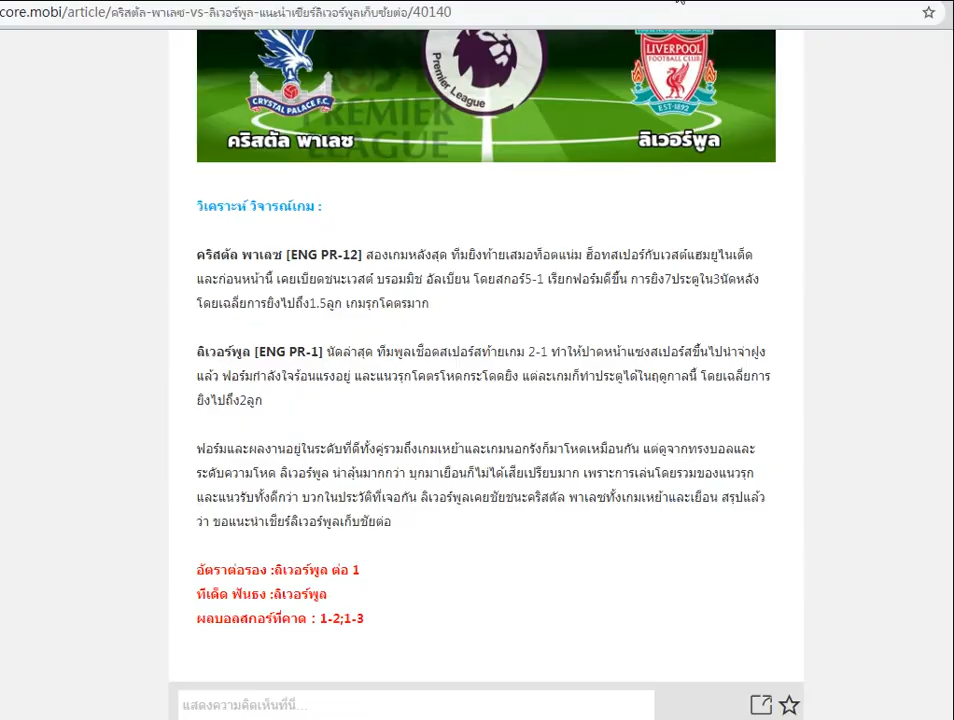 core.mobi/article/คริสตัล-พาเลซ-vs-ลิเวอร์พูล-แนะนำเชียร์ลิเวอร์พูลเก็บชัยต่อ/40140
CRYSTAL PALACE F.C.
Premier League
LIVERPOOL
FOOTBALL CLUB
EST·1892
PREMIER
LEAGUE
คริสตัล พาเลซ
ลิเวอร์พูล
วิเคราะห์ วิจารณ์เกม :
คริสตัล พาเลซ [ENG PR-12] สองเกมหลังสุด ทีมยิงท้ายเสมอท็อตแน่ม ฮ็อทสเปอร์กับเวสต์แฮมยูไนเต็ด
และก่อนหน้านี้ เคยเบียดชนะเวสต์ บรอมมิช อัลเบียน โดยสกอร์5-1 เรียกฟอร์มดีขึ้น การยิง7ประตูใน3นัดหลัง
โดยเฉลี่ยการยิงไปถึง1.5ลูก เกมรุกโคตรมาก
ลิเวอร์พูล [ENG PR-1] นัดล่าสุด ทีมพูลเชือดสเปอร์สท้ายเกม 2-1 ทำให้ปาดหน้าแซงสเปอร์สขึ้นไปนำจ่าฝูง
แล้ว ฟอร์มกำลังใจร้อนแรงอยู่ และแนวรุกโคตรโหดกระโดดยิง แต่ละเกมก็ทำประตูได้ในฤดูกาลนี้ โดยเฉลี่ยการ
ยิงไปถึง2ลูก
ฟอร์มและผลงานอยู่ในระดับที่ดีทั้งคู่รวมถึงเกมเหย้าและเกมนอกรังก็มาโหดเหมือนกัน แต่ดูจากทรงบอลและ
ระดับความโหด ลิเวอร์พูล น่าลุ้นมากกว่า บุกมาเยือนก็ไม่ได้เสียเปรียบมาก เพราะการเล่นโดยรวมของแนวรุก
และแนวรับทั้งดีกว่า บวกในประวัติที่เจอกัน ลิเวอร์พูลเคยชัยชนะคริสตัล พาเลซทั้งเกมเหย้าและเยือน สรุปแล้ว
ว่า ขอแนะนำเชียร์ลิเวอร์พูลเก็บชัยต่อ
อัตราต่อรอง :ลิเวอร์พูล ต่อ 1
ทีเด็ด ฟันธง :ลิเวอร์พูล
ผลบอลสกอร์ที่คาด : 1-2;1-3
แสดงความคิดเห็นที่นี่...